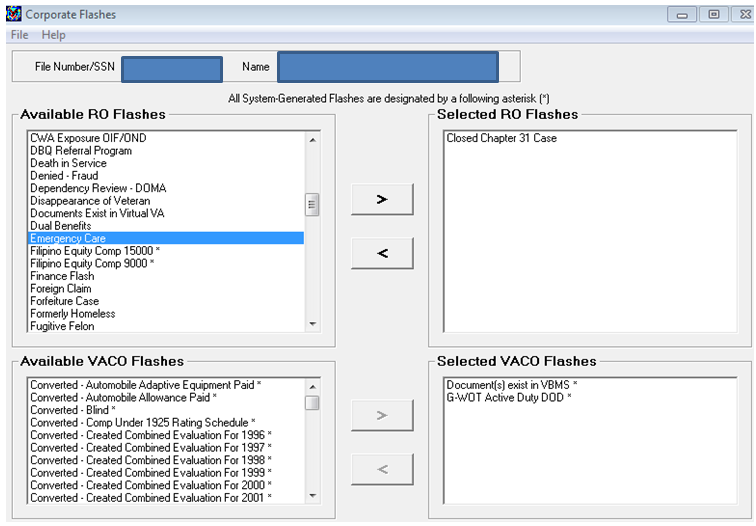 Corporate Flashes
File Help
File Number/SSN Name
All System-Generated Flashes are designated by a following asterisk (*)
Available RO Flashes
CWA Exposure OIF/OND
DBQ Referral Program
Death in Service
Denied - Fraud
Dependency Review - DOMA
Disappearance of Veteran
Documents Exist in Virtual VA
Dual Benefits
Emergency Care
Filipino Equity Comp 15000 *
Filipino Equity Comp 9000 *
Finance Flash
Foreign Claim
Forfeiture Case
Formerly Homeless
Fugitive Felon
>
<
Selected RO Flashes
Closed Chapter 31 Case
Available VACO Flashes
Converted - Automobile Adaptive Equipment Paid *
Converted - Automobile Allowance Paid *
Converted - Blind *
Converted - Comp Under 1925 Rating Schedule *
Converted - Created Combined Evaluation For 1996 *
Converted - Created Combined Evaluation For 1997 *
Converted - Created Combined Evaluation For 1998 *
Converted - Created Combined Evaluation For 1999 *
Converted - Created Combined Evaluation For 2000 *
Converted - Created Combined Evaluation For 2001 *
>
<
Selected VACO Flashes
Document(s) exist in VBMS *
G-WOT Active Duty DOD *